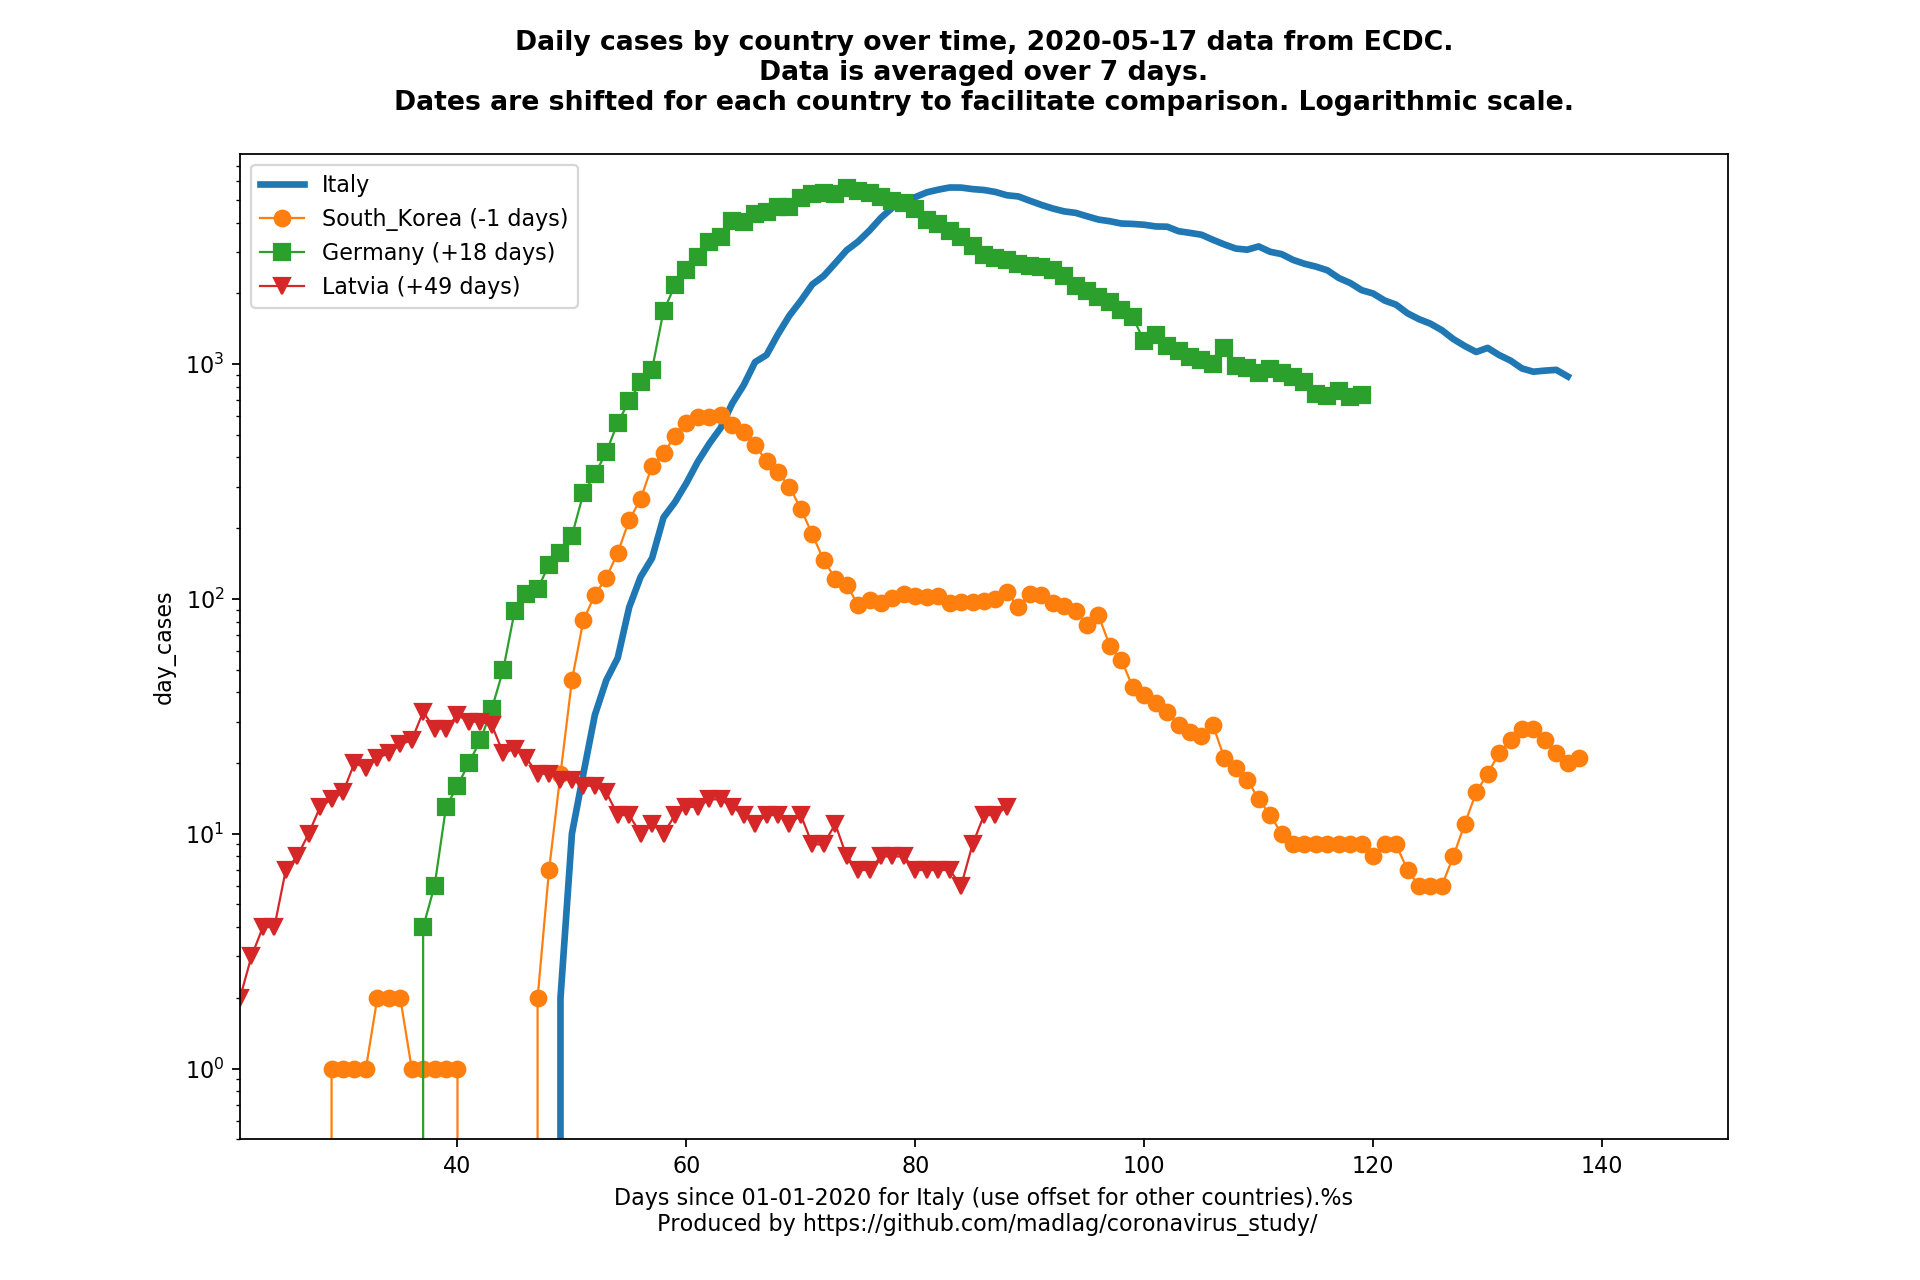 Daily cases by country over time, 2020-05-17 data from ECDC.
Data is averaged over 7 days.
Dates are shifted for each country to facilitate comparison. Logarithmic scale.
Italy
South_Korea (-1 days)
Germany (+18 days)
Latvia (+49 days)
10³
10²
10¹
10⁰
day_cases
40 60 80 100 120 140
Days since 01-01-2020 for Italy (use offset for other countries).%s
Produced by https://github.com/madlag/coronavirus_study/